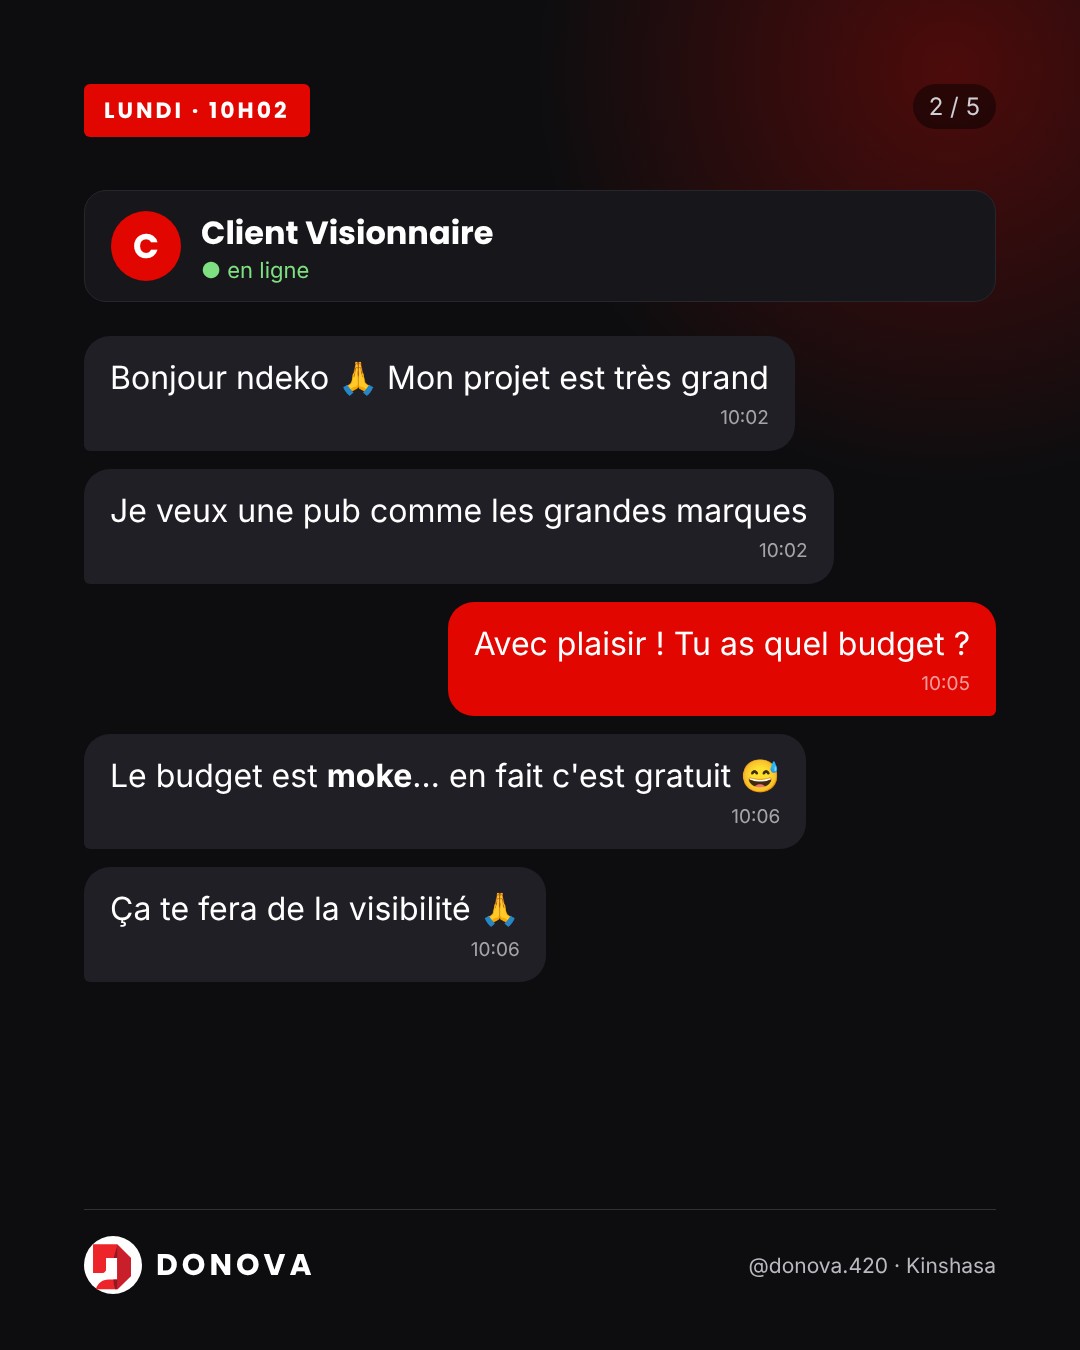 LUNDI · 10H02
2 / 5
C
Client Visionnaire
en ligne
Bonjour ndeko 🙏 Mon projet est très grand
10:02
Je veux une pub comme les grandes marques
10:02
Avec plaisir ! Tu as quel budget ?
10:05
Le budget est moke... en fait c'est gratuit 😅
10:06
Ça te fera de la visibilité 🙏
10:06
DONOVA
@donova.420 · Kinshasa